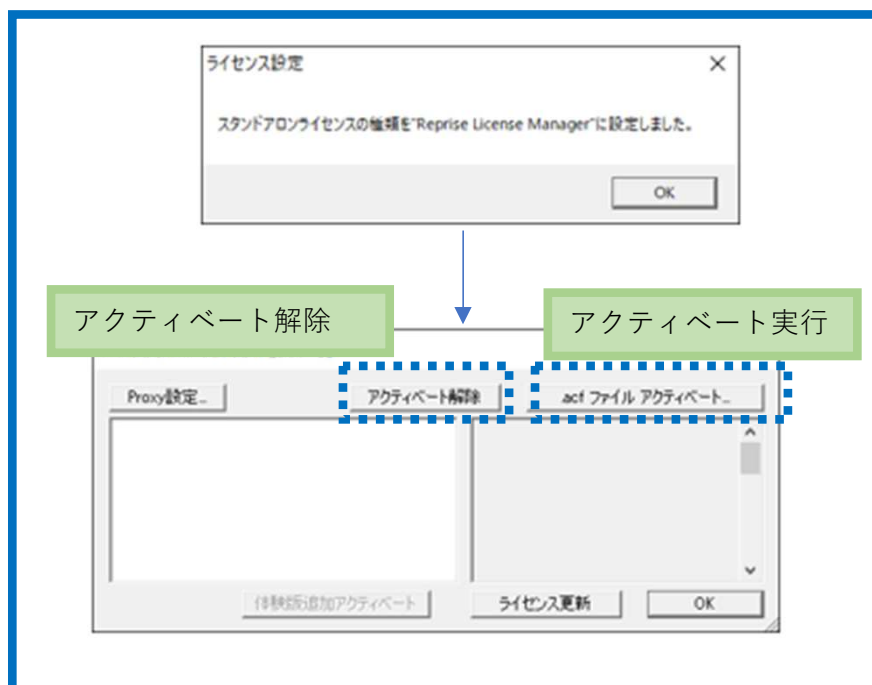 ライセンス設定
スタンドアロンライセンスの種類を"Reprise License Manager"に設定しました。
OK
アクティベート解除
アクティベート実行
Proxy設定...
アクティベート解除
acf ファイル アクティベート...
体験版追加アクティベート
ライセンス更新
OK